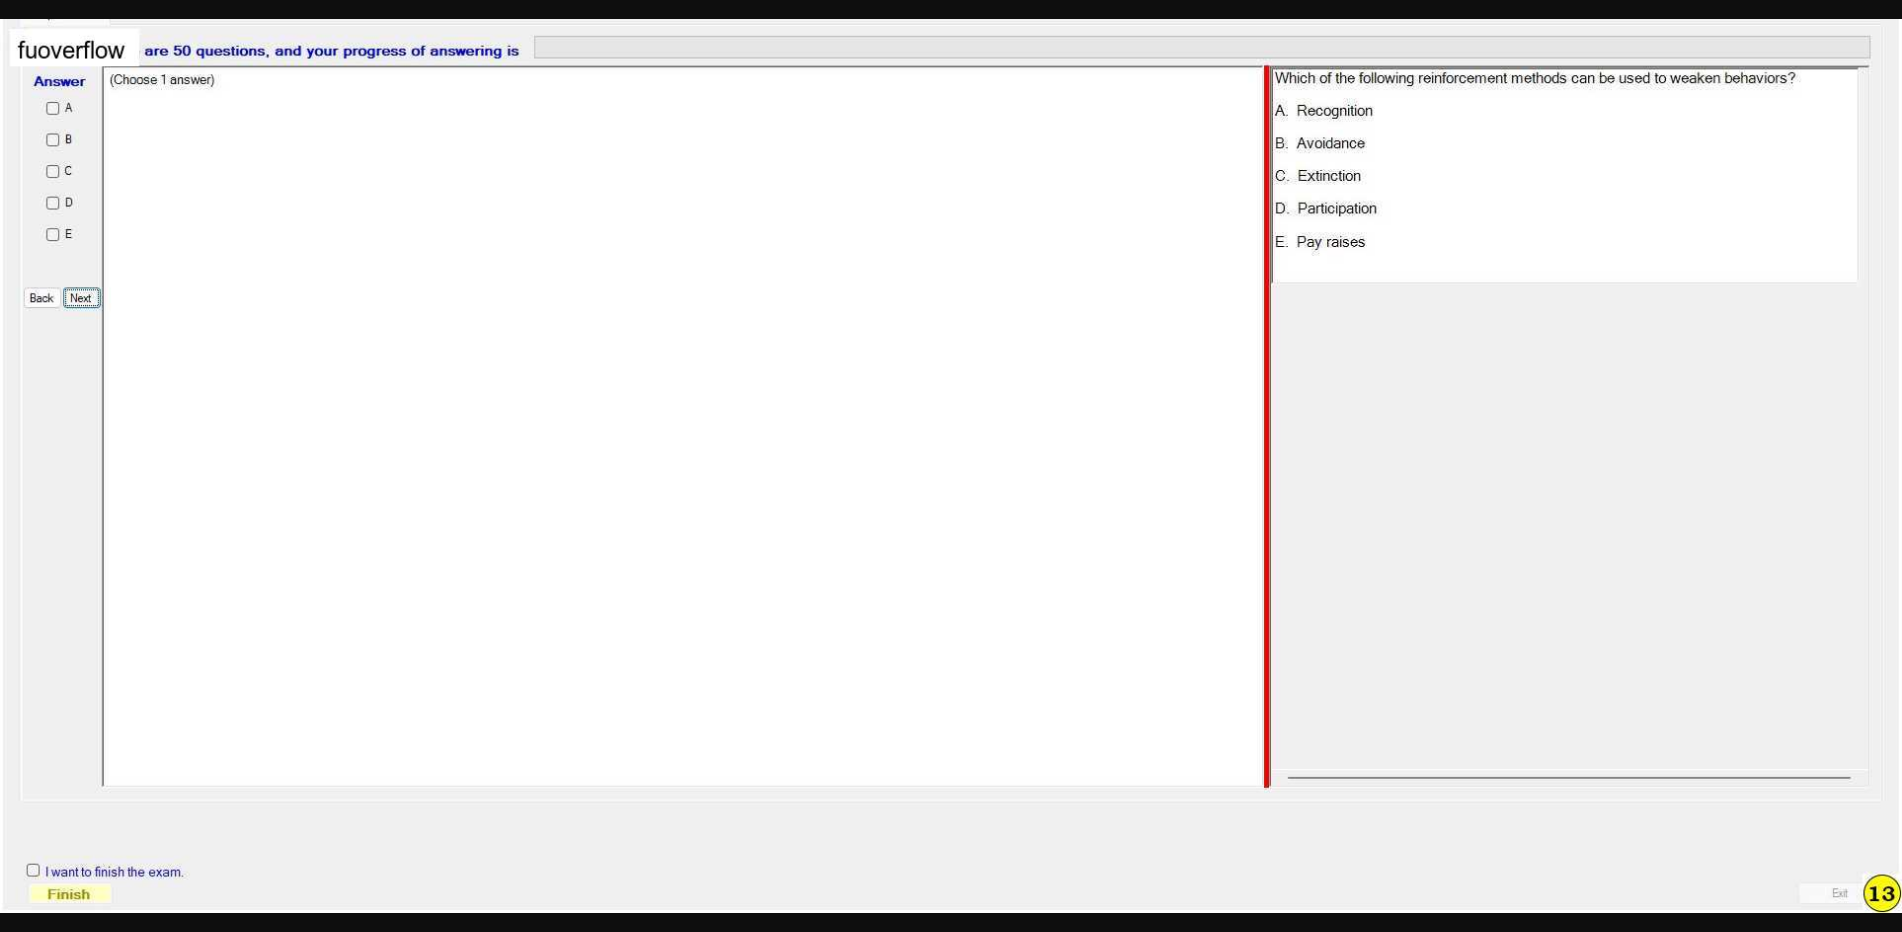 fuoverflow are 50 questions, and your progress of answering is
Answer
A
B
C
D
E
Back Next
(Choose 1 answer)
Which of the following reinforcement methods can be used to weaken behaviors?
A. Recognition
B. Avoidance
C. Extinction
D. Participation
E. Pay raises
I want to finish the exam.
Finish
Exit 13